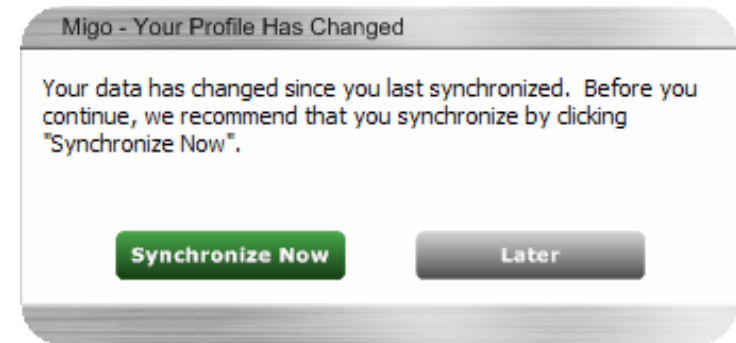 Migo - Your Profile Has Changed
Your data has changed since you last synchronized.  Before you
continue, we recommend that you synchronize by clicking
"Synchronize Now".
Synchronize Now
Later